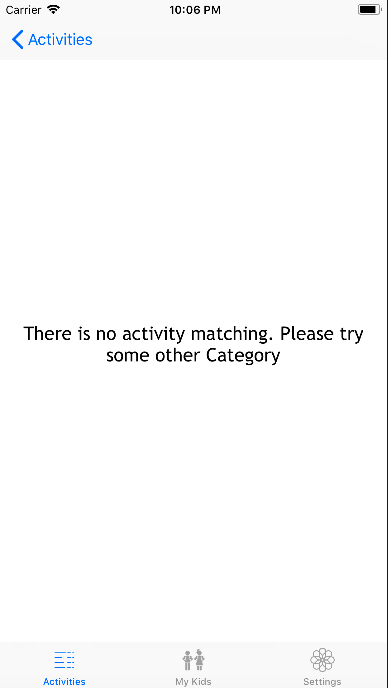 Carrier 10:06 PM
Activities
There is no activity matching. Please try
some other Category
Activities My Kids Settings